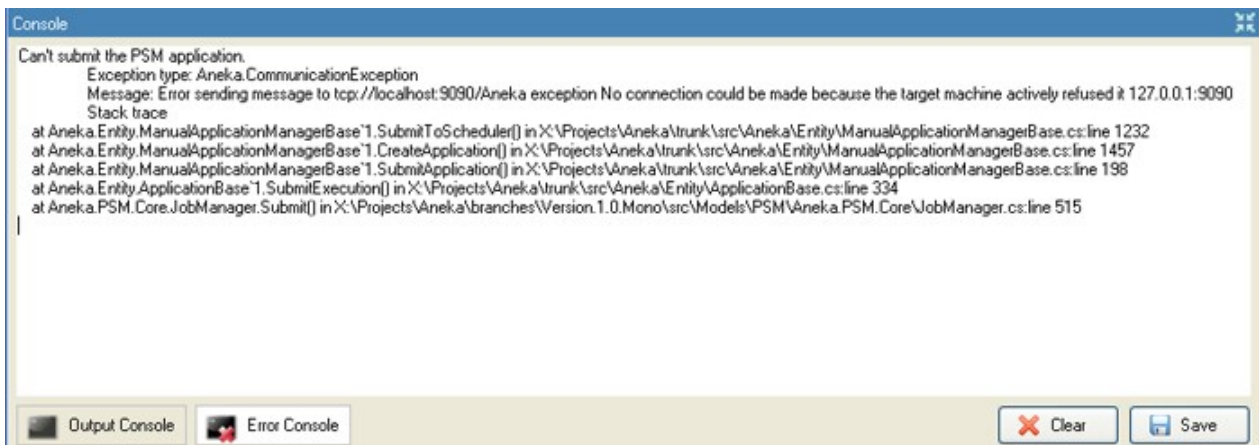 Console
Can't submit the PSM application.
Exception type: Aneka.CommunicationException
Message: Error sending message to tcp://localhost:9090/Aneka exception No connection could be made because the target machine actively refused it 127.0.0.1:9090
Stack trace
at Aneka.Entity.ManualApplicationManagerBase`1.SubmitToScheduler() in X:\Projects\Aneka\trunk\src\Aneka\Entity\ManualApplicationManagerBase.cs:line 1232
at Aneka.Entity.ManualApplicationManagerBase`1.CreateApplication() in X:\Projects\Aneka\trunk\src\Aneka\Entity\ManualApplicationManagerBase.cs:line 1457
at Aneka.Entity.ManualApplicationManagerBase`1.SubmitApplication() in X:\Projects\Aneka\trunk\src\Aneka\Entity\ManualApplicationManagerBase.cs:line 198
at Aneka.Entity.ApplicationBase`1.SubmitExecution() in X:\Projects\Aneka\trunk\src\Aneka\Entity\ApplicationBase.cs:line 334
at Aneka.PSM.Core.JobManager.Submit() in X:\Projects\Aneka\branches\Version.1.0.Mono\src\Models\PSM\Aneka.PSM.Core\JobManager.cs:line 515
Output Console Error Console Clear Save